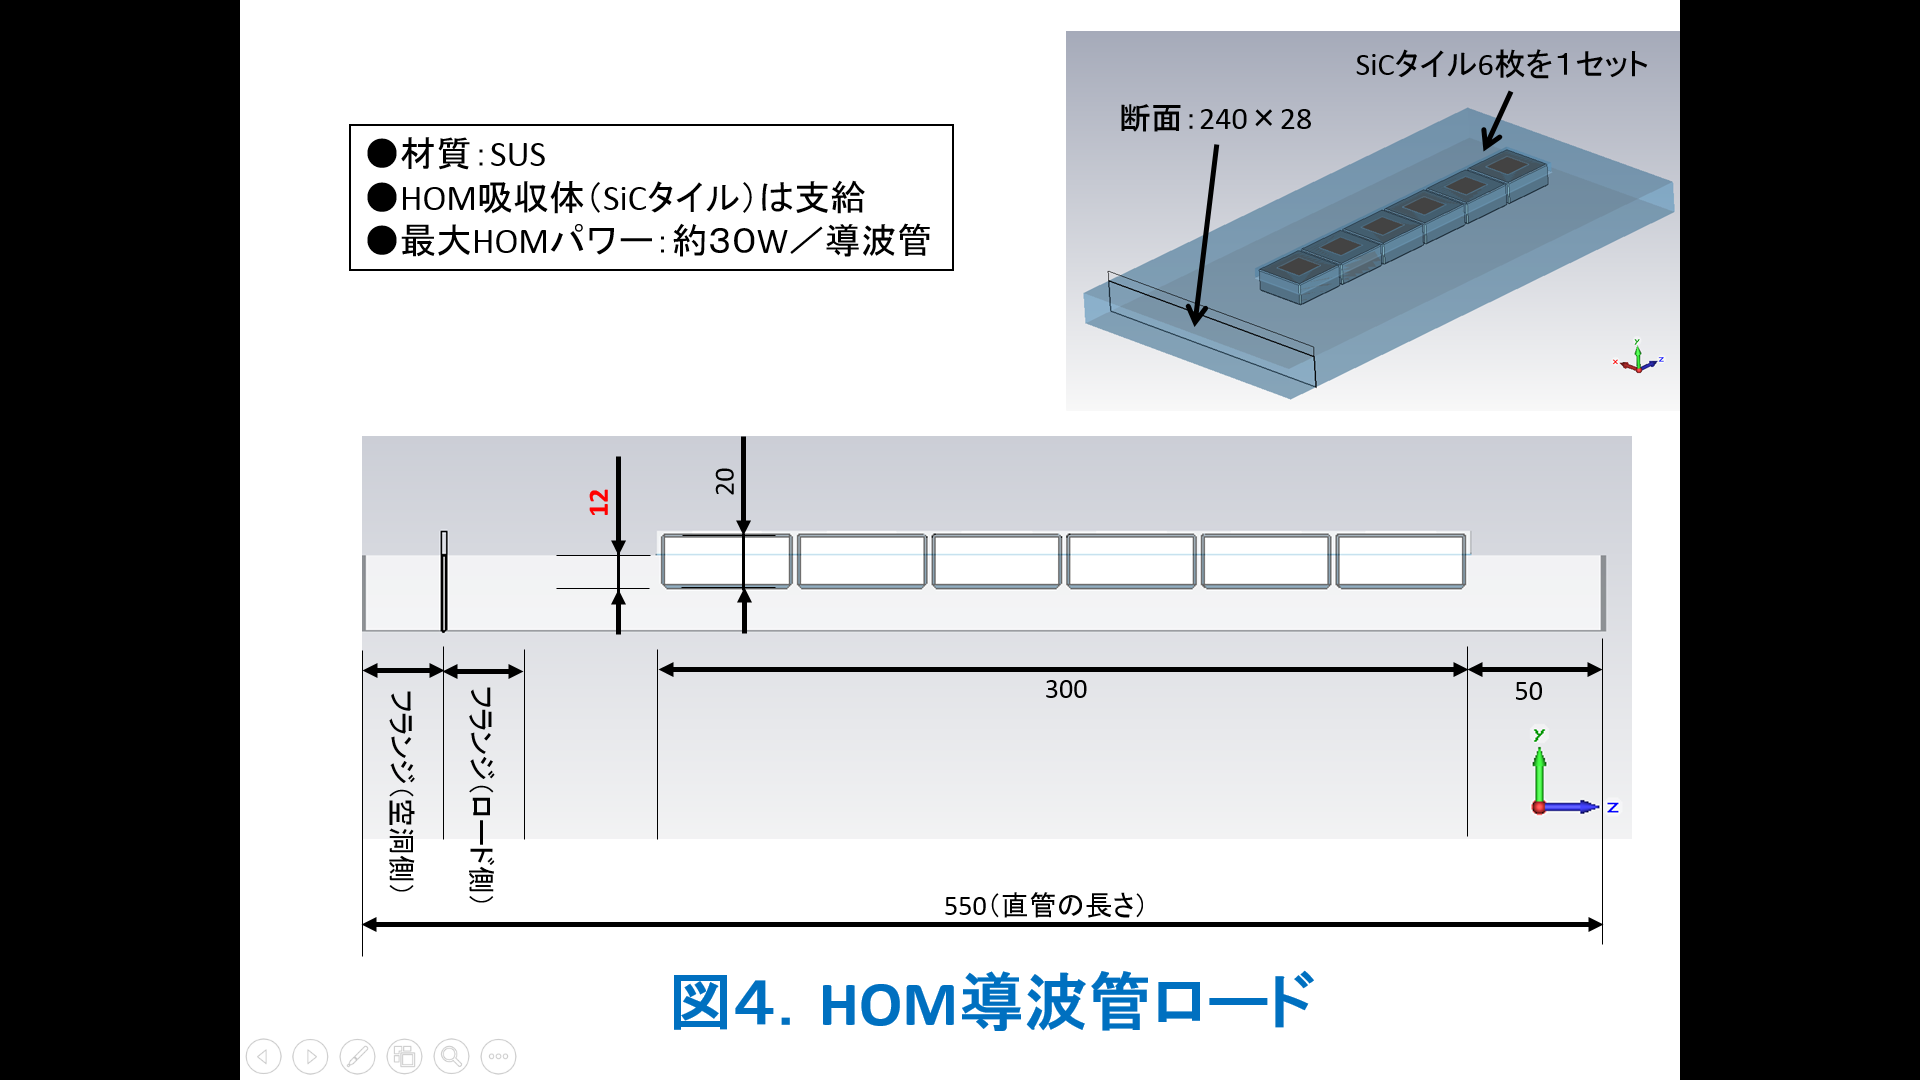 SiCタイル6枚を１セット
断面：240×28
●材質：SUS
●HOM吸収体（SiCタイル）は支給
●最大HOMパワー：約３０W／導波管
12
20
300
50
フランジ（空洞側）
フランジ（ロード側）
550（直管の長さ）
x
y
z
y
z
図４．HOM導波管ロード